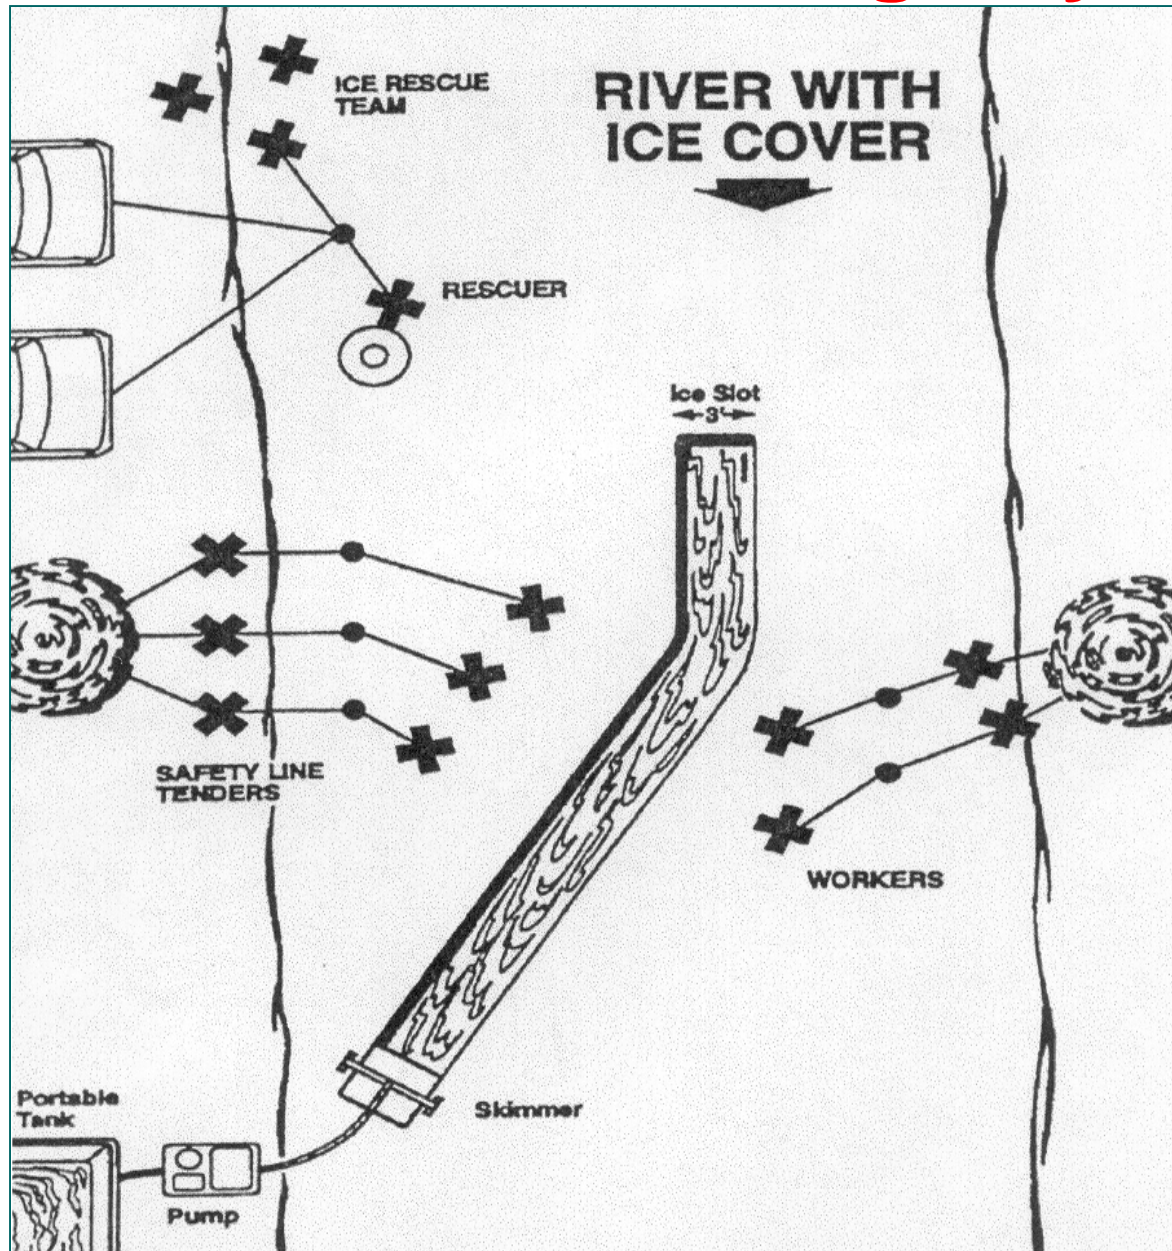 ICE RESCUE
TEAM
RIVER WITH
ICE COVER
RESCUER
Ice Slot
3'
SAFETY LINE
TENDERS
WORKERS
Portable
Tank
Skimmer
Pump